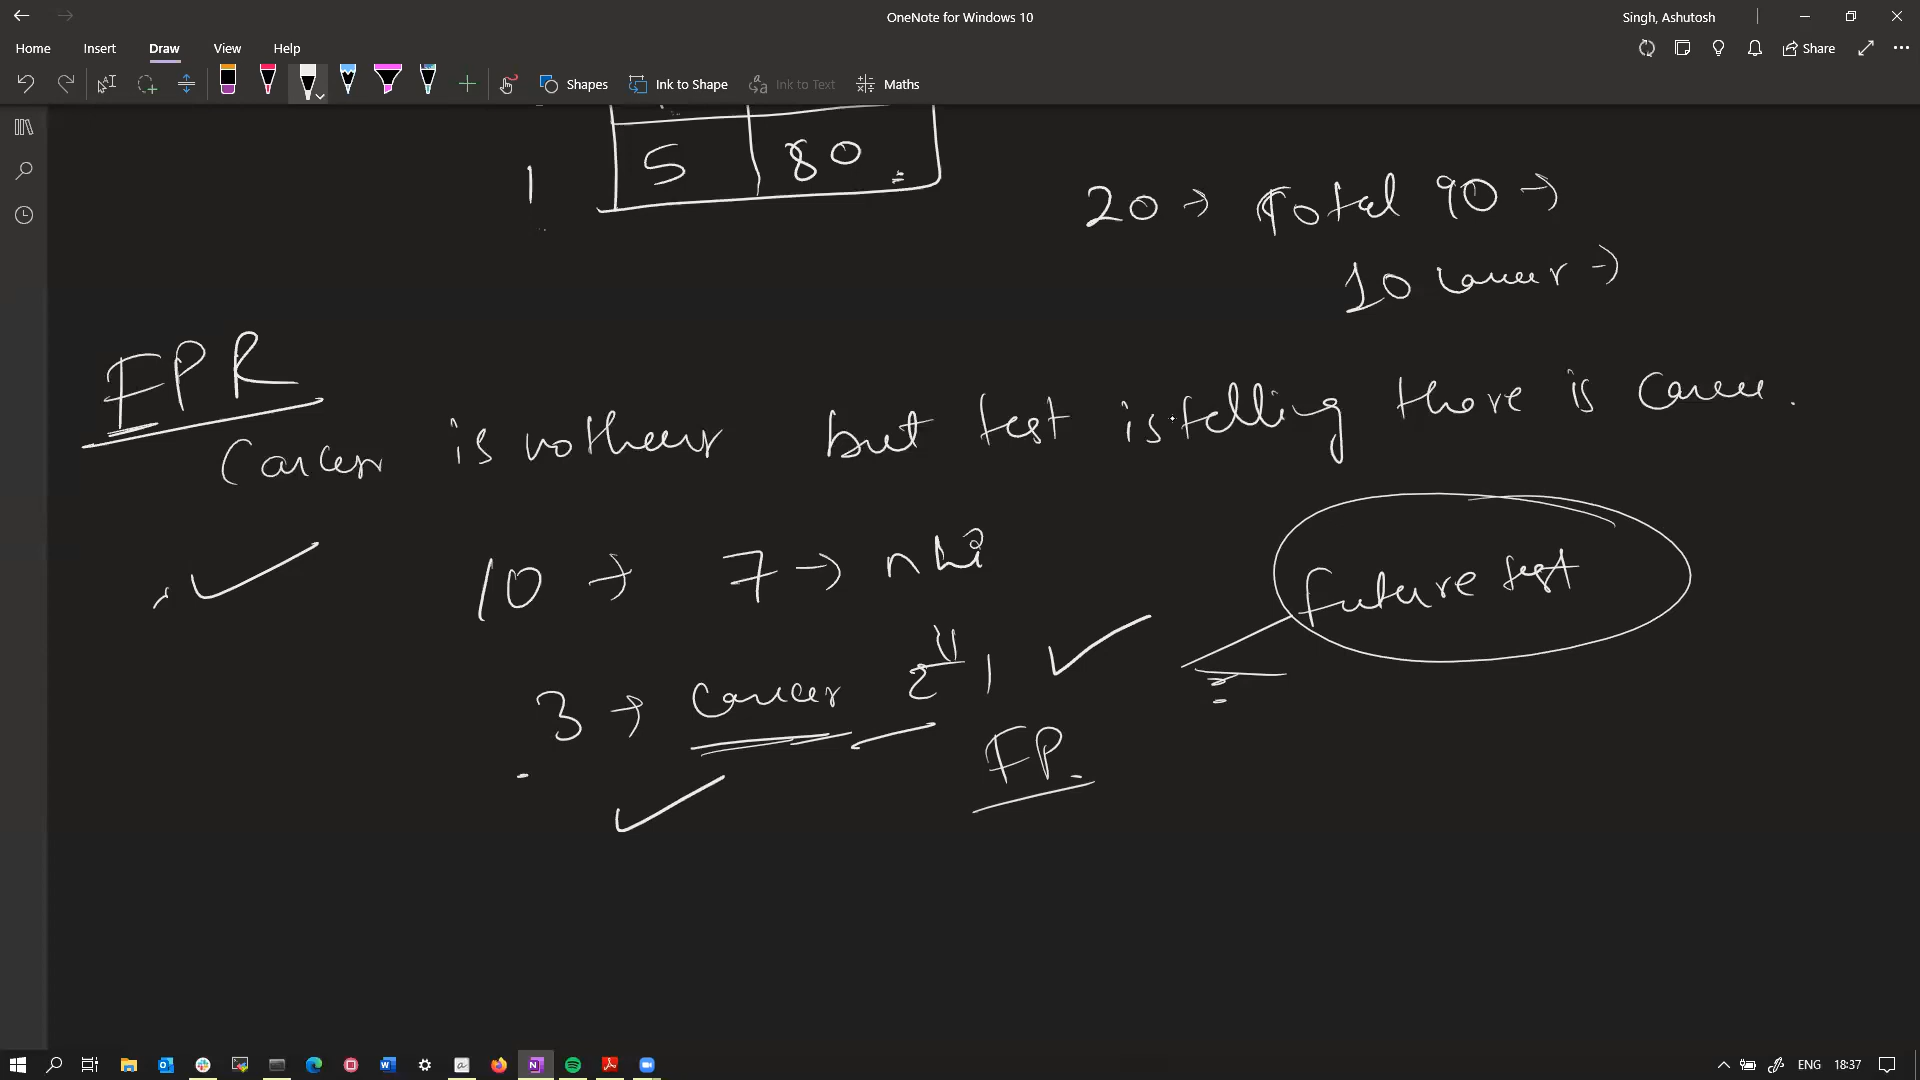 OneNote for Windows 10
Singh, Ashutosh
Home Insert Draw View Help
Share
Shapes Ink to Shape Ink to Text Maths
5 80
1
20 → Total 90 →
10 cancer →
FPR
Cancer is not there but test is telling there is cancer.
10 → 7 → nhi
future test
3 → cancer 2 1
FP
ENG 18:37